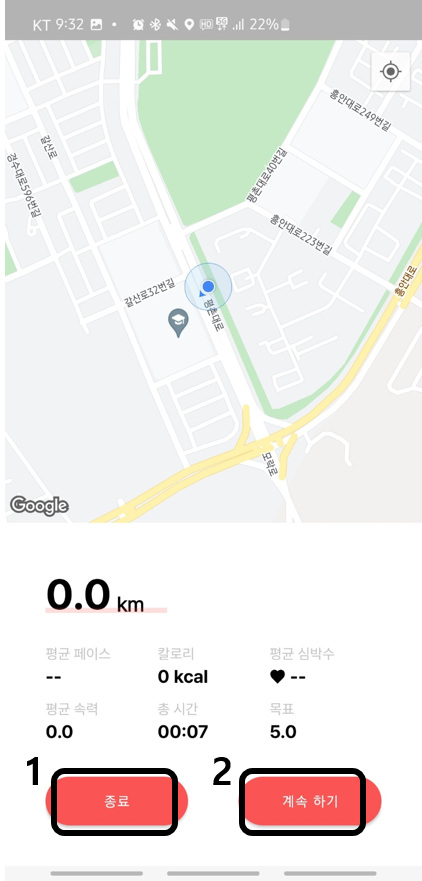 KT 9:32 22%
갈산로
홍안대로249번길
경수대로596번길
평촌대로40번길
홍안대로223번길
갈산로32번길
평촌대로
홍안대로
모락로
Google
0.0 km
평균 페이스 칼로리 평균 심박수
-- 0 kcal --
평균 속력 총 시간 목표
0.0 00:07 5.0
1 2
종료 계속 하기